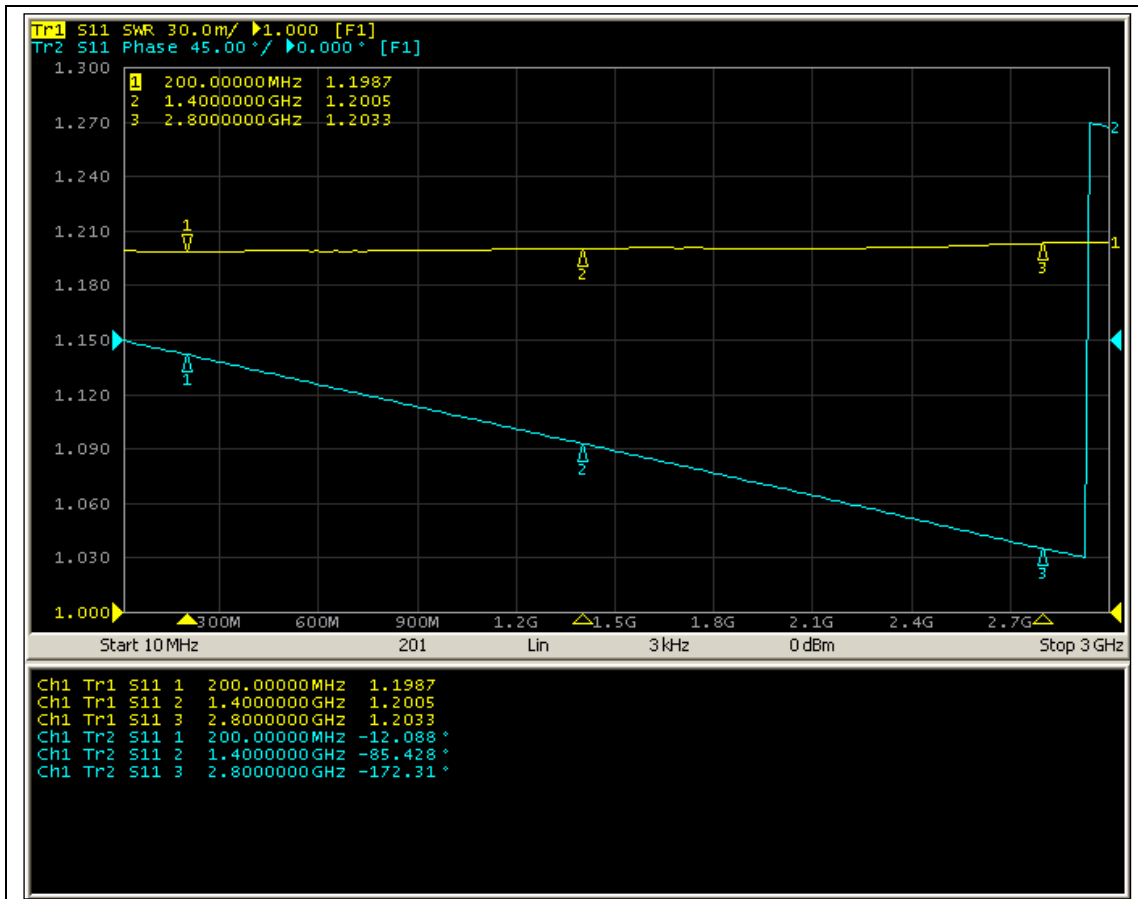 Tr1 S11 SWR 30.0m/ ▶1.000 [F1]
Tr2 S11 Phase 45.00°/ ▶0.000° [F1]
1.300
1 200.00000MHz 1.1987
2 1.4000000GHz 1.2005
3 2.8000000GHz 1.2033
1.270
2
1.240
1.210
1
1
2
3
1.180
1.150
1
1.120
1.090
2
1.060
1.030
3
1.000
300M 600M 900M 1.2G 1.5G 1.8G 2.1G 2.4G 2.7G
Start 10 MHz 201 Lin 3 kHz 0 dBm Stop 3 GHz
Ch1 Tr1 S11 1 200.00000MHz 1.1987
Ch1 Tr1 S11 2 1.4000000GHz 1.2005
Ch1 Tr1 S11 3 2.8000000GHz 1.2033
Ch1 Tr2 S11 1 200.00000MHz -12.088°
Ch1 Tr2 S11 2 1.4000000GHz -85.428°
Ch1 Tr2 S11 3 2.8000000GHz -172.31°